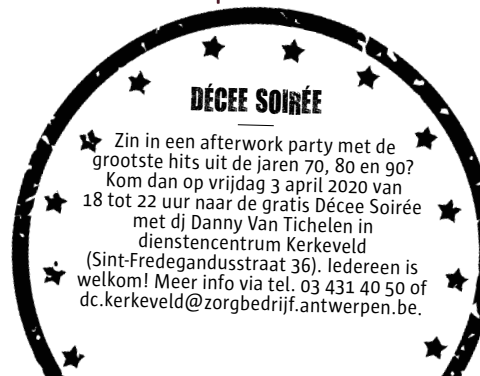 DÉCEE SOIRÉE
Zin in een afterwork party met de
grootste hits uit de jaren 70, 80 en 90?
Kom dan op vrijdag 3 april 2020 van
18 tot 22 uur naar de gratis Décee Soirée
met dj Danny Van Tichelen in
dienstencentrum Kerkeveld
(Sint-Fredegandusstraat 36). Iedereen is
welkom! Meer info via tel. 03 431 40 50 of
dc.kerkeveld@zorgbedrijf.antwerpen.be.